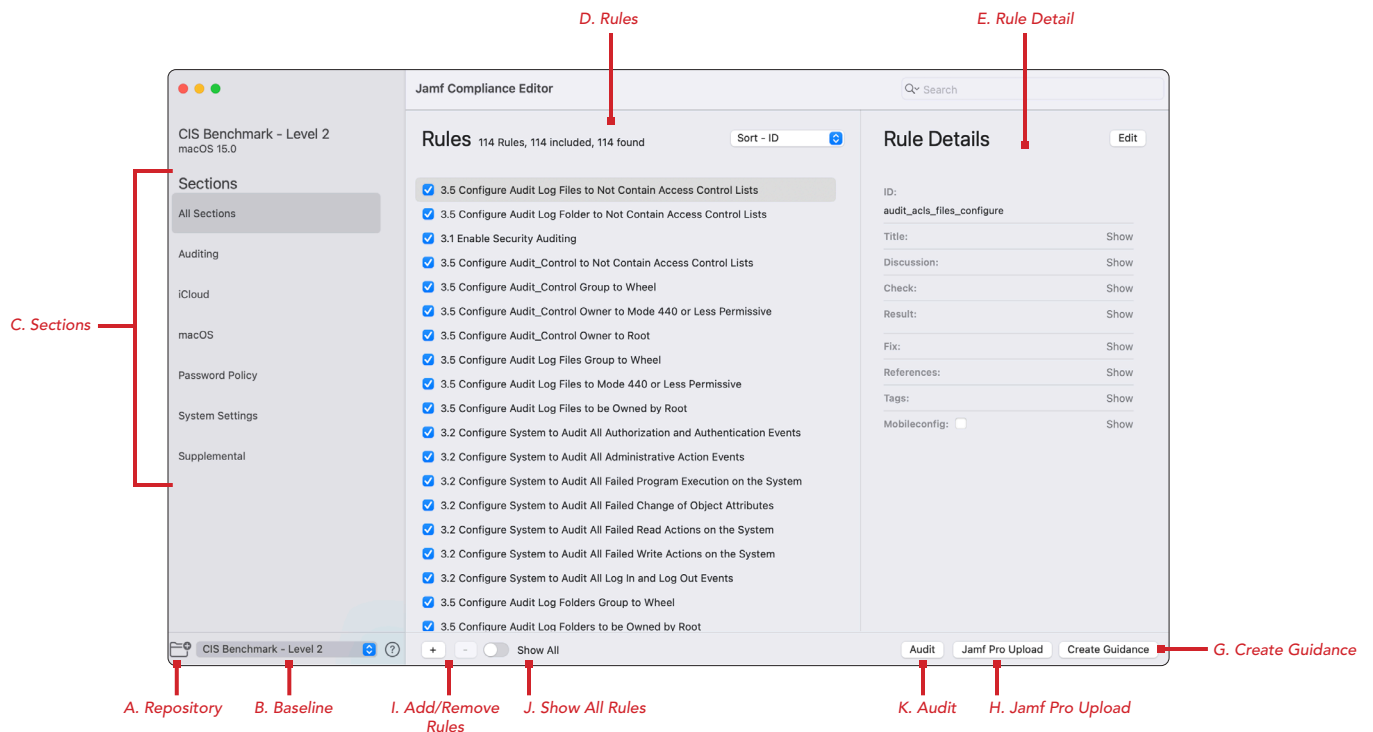 D. Rules
E. Rule Detail
Jamf Compliance Editor
Search
CIS Benchmark - Level 2
macOS 15.0
Sections
All Sections
Auditing
iCloud
macOS
Password Policy
System Settings
Supplemental
C. Sections
Rules 114 Rules, 114 included, 114 found
Sort - ID
3.5 Configure Audit Log Files to Not Contain Access Control Lists
3.5 Configure Audit Log Folder to Not Contain Access Control Lists
3.1 Enable Security Auditing
3.5 Configure Audit_Control to Not Contain Access Control Lists
3.5 Configure Audit_Control Group to Wheel
3.5 Configure Audit_Control Owner to Mode 440 or Less Permissive
3.5 Configure Audit_Control Owner to Root
3.5 Configure Audit Log Files Group to Wheel
3.5 Configure Audit Log Files to Mode 440 or Less Permissive
3.5 Configure Audit Log Files to be Owned by Root
3.2 Configure System to Audit All Authorization and Authentication Events
3.2 Configure System to Audit All Administrative Action Events
3.2 Configure System to Audit All Failed Program Execution on the System
3.2 Configure System to Audit All Failed Change of Object Attributes
3.2 Configure System to Audit All Failed Read Actions on the System
3.2 Configure System to Audit All Failed Write Actions on the System
3.2 Configure System to Audit All Log In and Log Out Events
3.5 Configure Audit Log Folders Group to Wheel
3.5 Configure Audit Log Folders to be Owned by Root
Rule Details
Edit
ID:
audit_acls_files_configure
Title: Show
Discussion: Show
Check: Show
Result: Show
Fix: Show
References: Show
Tags: Show
Mobileconfig: Show
CIS Benchmark - Level 2
?
+
-
Show All
Audit
Jamf Pro Upload
Create Guidance
G. Create Guidance
A. Repository
B. Baseline
I. Add/Remove
Rules
J. Show All Rules
K. Audit
H. Jamf Pro Upload